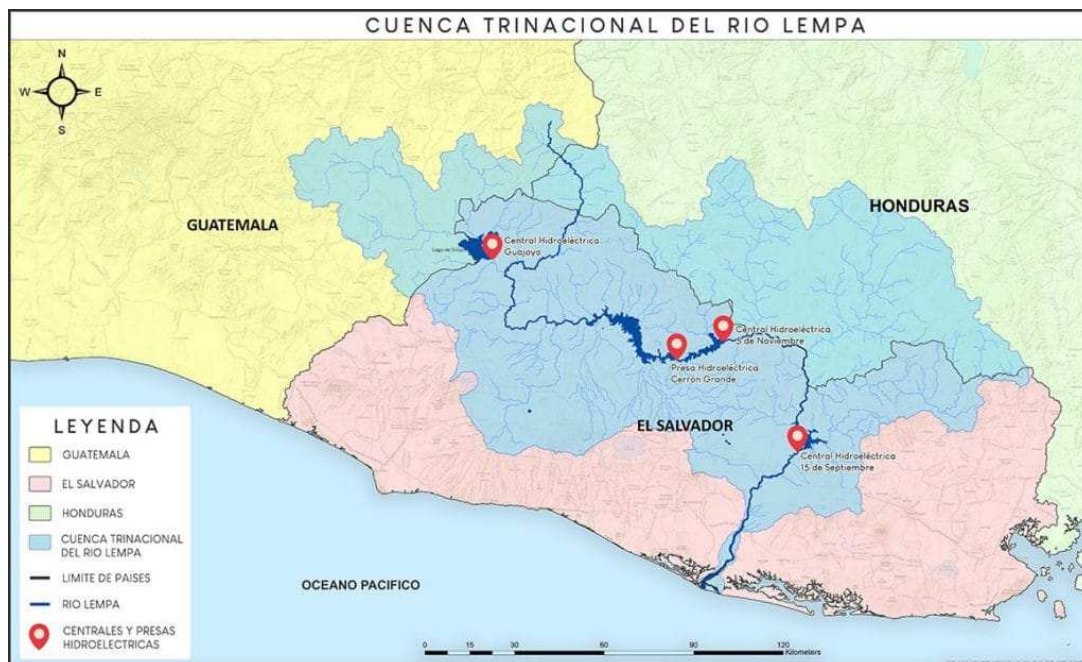 CUENCA TRINACIONAL DEL RIO LEMPA
N
W E
S
GUATEMALA
HONDURAS
Central Hidroeléctrica
Guajoyo
Central Hidroeléctrica
5 de Noviembre
Presa Hidroeléctrica
Cerrón Grande
EL SALVADOR
Central Hidroeléctrica
15 de Septiembre
OCEANO PACIFICO
LEYENDA
GUATEMALA
EL SALVADOR
HONDURAS
CUENCA TRINACIONAL
DEL RIO LEMPA
LIMITE DE PAISES
RIO LEMPA
CENTRALES Y PRESAS
HIDROELECTRICAS
0 15 30 60 90 120
Kilometers